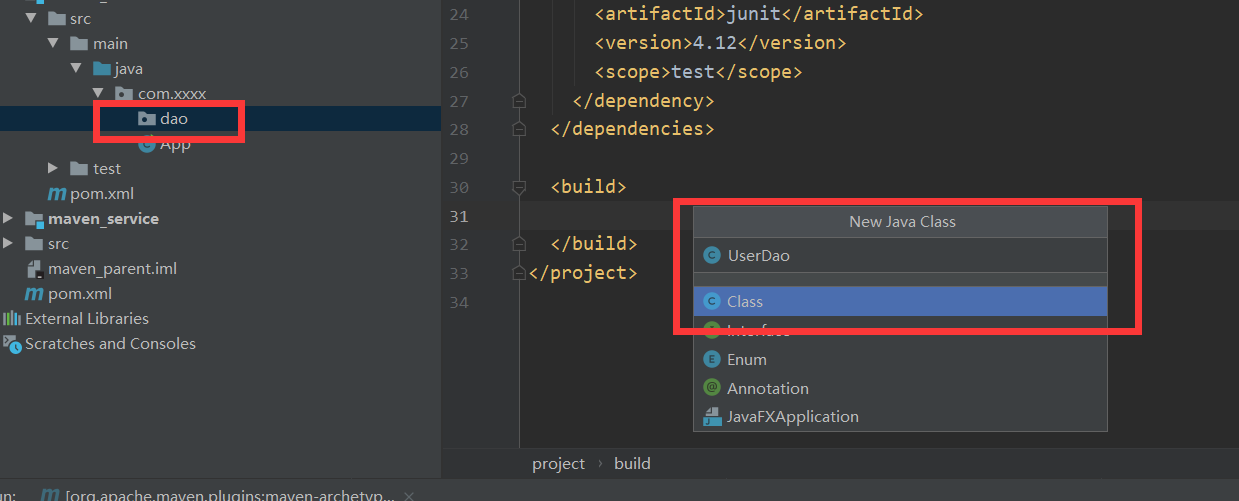 src
main
java
com.xxxx
dao
App
test
pom.xml
maven_service
src
maven_parent.iml
pom.xml
External Libraries
Scratches and Consoles
24 <artifactId>junit</artifactId>
25 <version>4.12</version>
26 <scope>test</scope>
27 </dependency>
28 </dependencies>
29
30 <build>
31
32 </build>
33 </project>
34
New Java Class
UserDao
Class
Interface
Enum
Annotation
JavaFXApplication
project › build
un: [org.apache.maven.plugins:maven-archetyp...